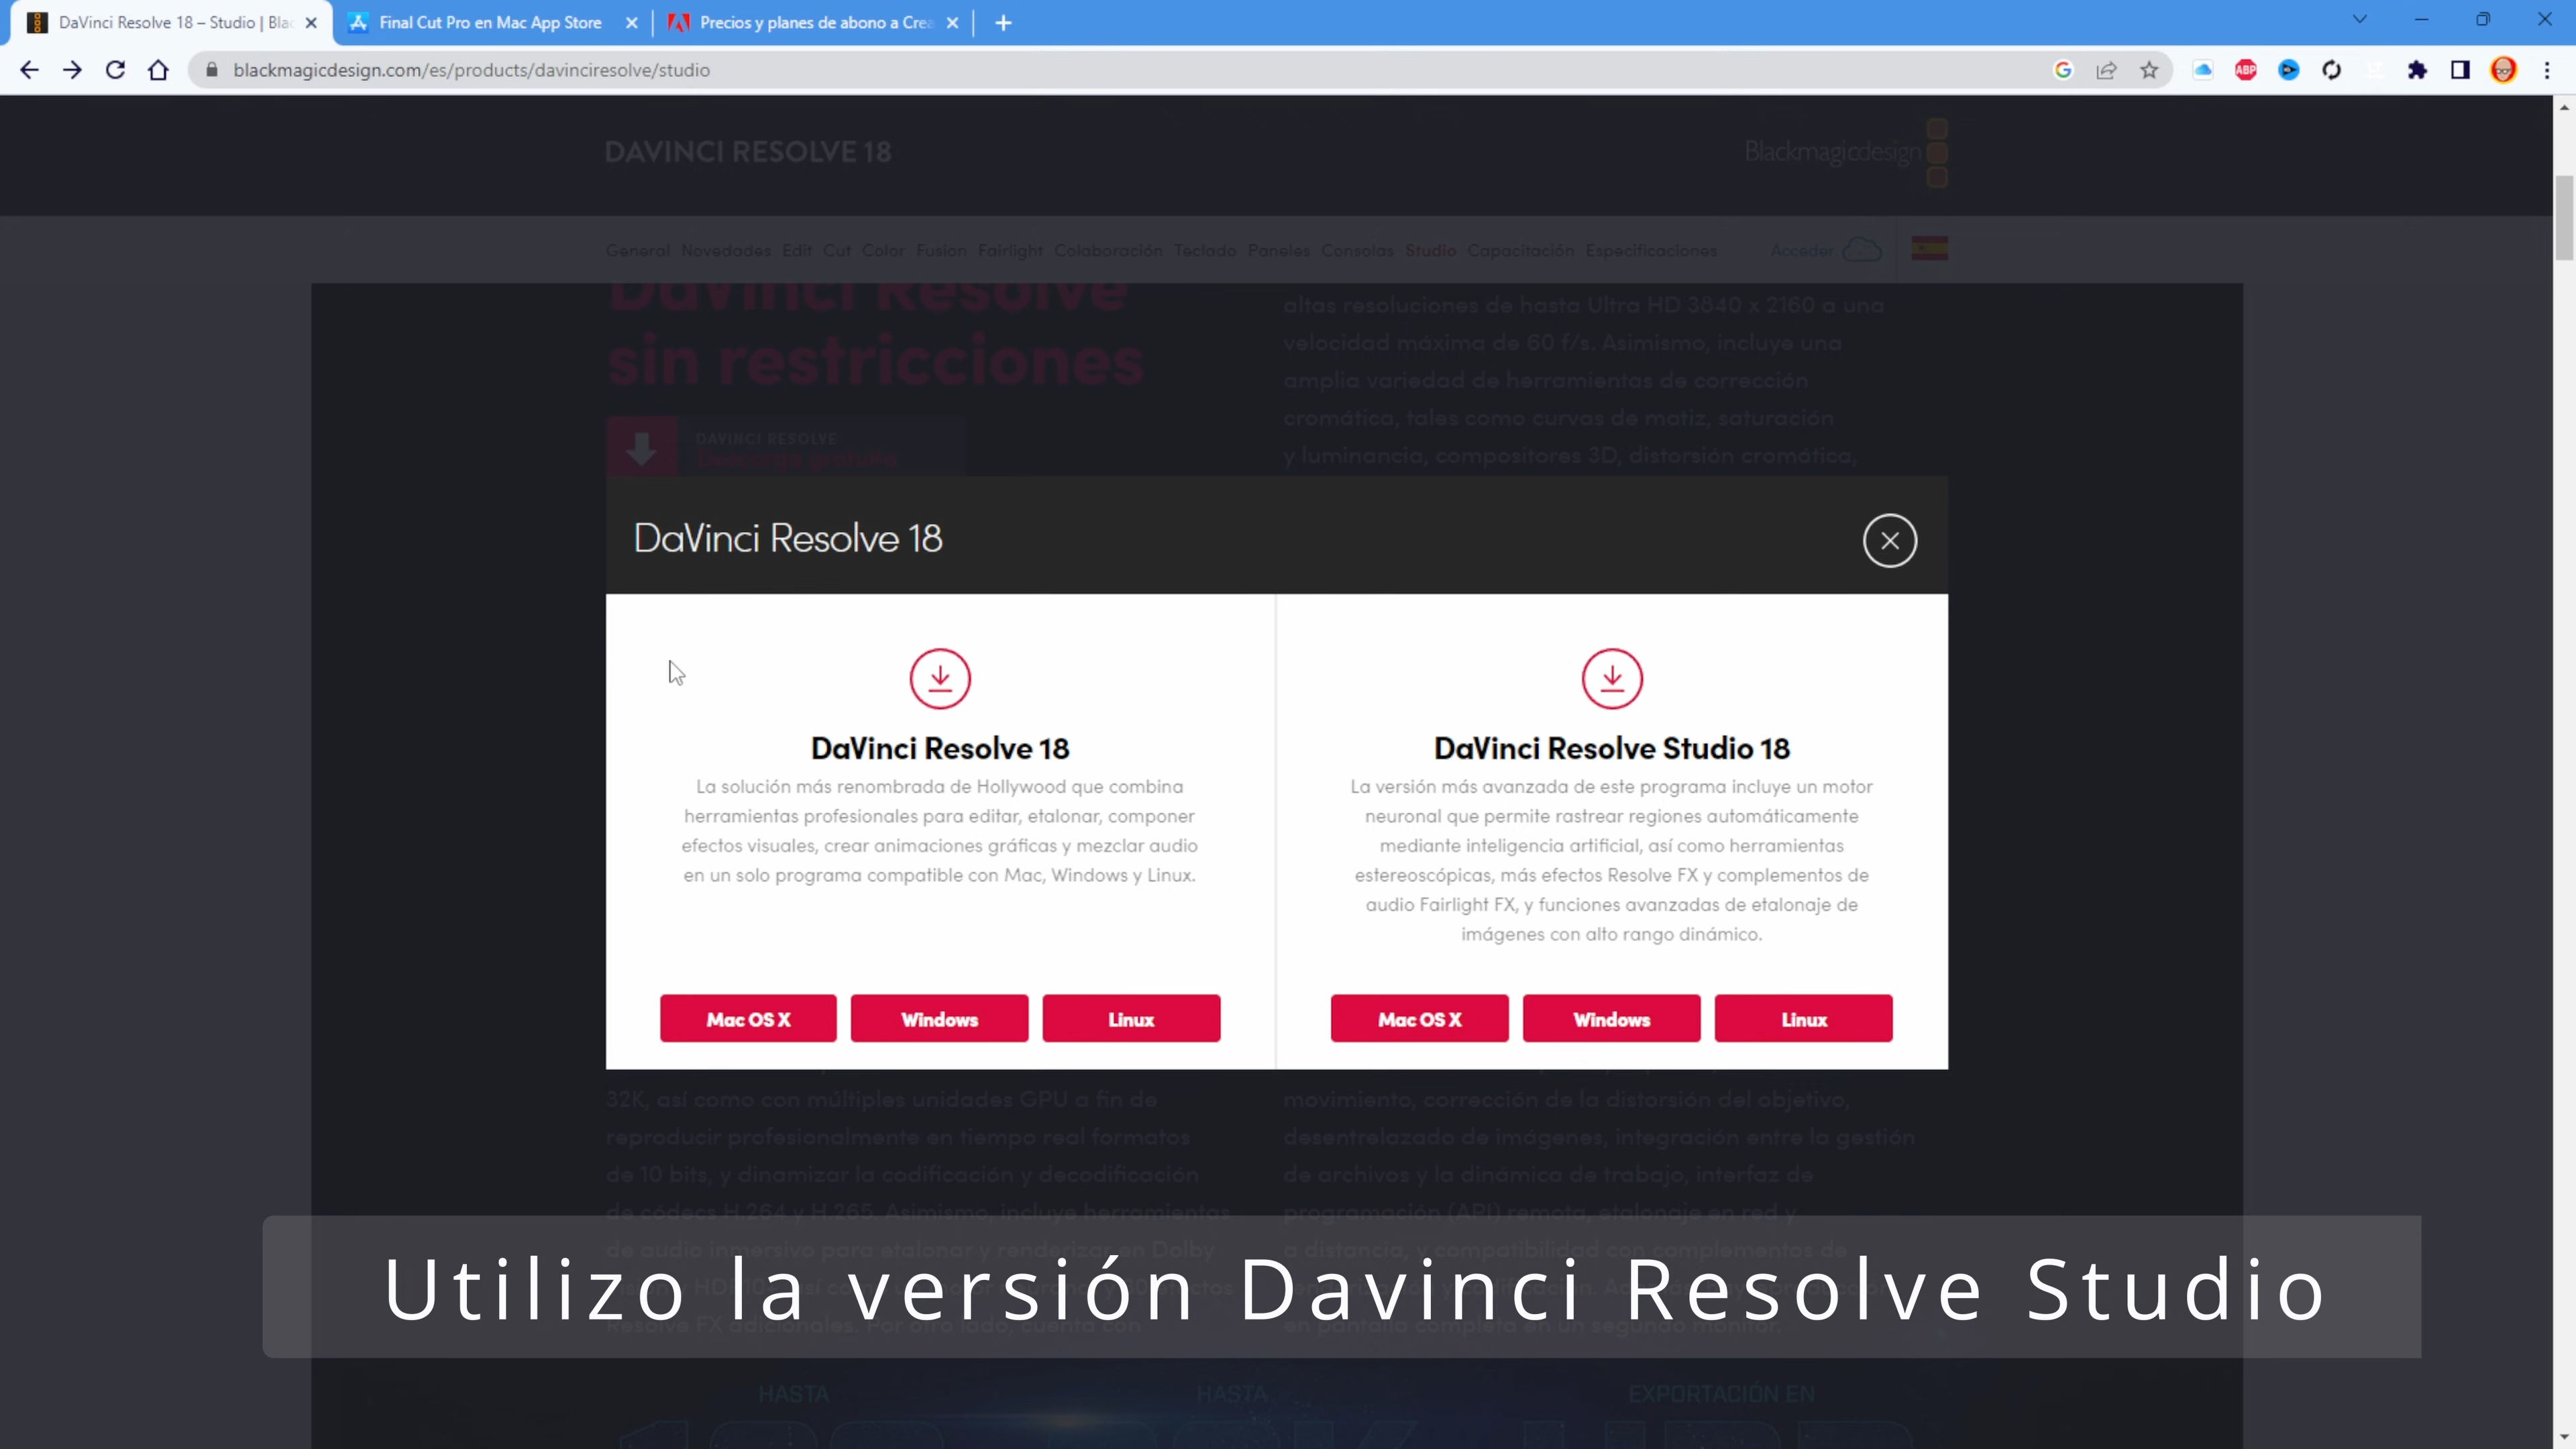 DaVinci Resolve 18 – Studio | Blac
Final Cut Pro en Mac App Store
Precios y planes de abono a Crea
blackmagicdesign.com/es/products/davinciresolve/studio
ABP
DAVINCI RESOLVE 18
Blackmagicdesign
General Novedades Edit Cut Color Fusion Fairlight Colaboración Teclado Paneles Consolas Studio Capacitación Especificaciones Acceder
DaVinci Resolve
sin restricciones
altas resoluciones de hasta Ultra HD 3840 x 2160 a una
velocidad máxima de 60 f/s. Asimismo, incluye una
amplia variedad de herramientas de corrección
cromática, tales como curvas de matiz, saturación
y luminancia, compositores 3D, distorsión cromática,
DAVINCI RESOLVE
Descarga gratuita
DaVinci Resolve 18
DaVinci Resolve 18
La solución más renombrada de Hollywood que combina
herramientas profesionales para editar, etalonar, componer
efectos visuales, crear animaciones gráficas y mezclar audio
en un solo programa compatible con Mac, Windows y Linux.
Mac OS X
Windows
Linux
DaVinci Resolve Studio 18
La versión más avanzada de este programa incluye un motor
neuronal que permite rastrear regiones automáticamente
mediante inteligencia artificial, así como herramientas
estereoscópicas, más efectos Resolve FX y complementos de
audio Fairlight FX, y funciones avanzadas de etalonaje de
imágenes con alto rango dinámico.
Mac OS X
Windows
Linux
32K, así como con múltiples unidades GPU a fin de
reproducir profesionalmente en tiempo real formatos
de 10 bits, y dinamizar la codificación y decodificación
de códecs H.264 y H.265. Asimismo, incluye herramientas
de audio inmersivo para etalonar y renderizar en Dolby
Resolve FX adicionales. Por otro lado, cuenta con
movimiento, corrección de la distorsión del objetivo,
desentrelazado de imágenes, integración entre la gestión
de archivos y la dinámica de trabajo, interfaz de
programación (API) remota, etalonaje en red y
a distancia, y compatibilidad con complementos de
en pantalla completa en un segundo monitor.
Utilizo la versión Davinci Resolve Studio
HASTA
HASTA
EXPORTACIÓN EN